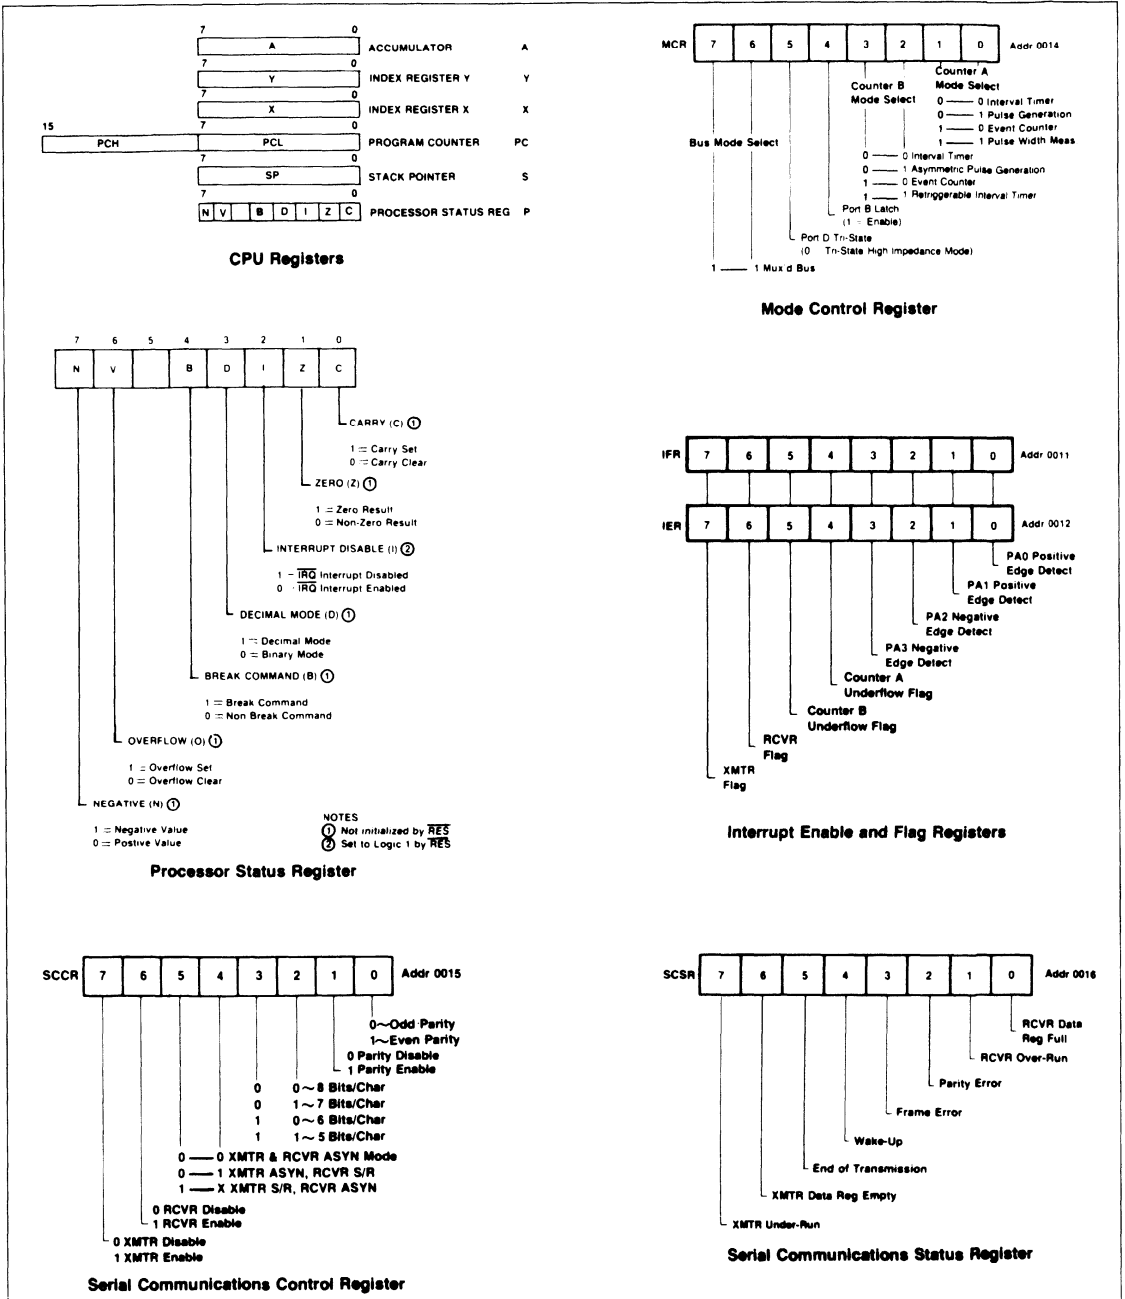 7 0
A ACCUMULATOR A
7 0
Y INDEX REGISTER Y Y
7 0
X INDEX REGISTER X X
15 7 0
PCH PCL PROGRAM COUNTER PC
7 0
SP STACK POINTER S
7 0
N V B D I Z C PROCESSOR STATUS REG P
CPU Registers
MCR 7 6 5 4 3 2 1 0 Addr 0014
Counter A
Mode Select
0 — 0 Interval Timer
0 — 1 Pulse Generation
1 — 0 Event Counter
1 — 1 Pulse Width Meas
Counter B
Mode Select
0 — 0 Interval Timer
0 — 1 Asymmetric Pulse Generation
1 — 0 Event Counter
1 — 1 Retriggerable Interval Timer
Bus Mode Select
Port B Latch
(1 = Enable)
Port D Tri-State
(0 Tri-State High Impedance Mode)
1 — 1 Mux'd Bus
Mode Control Register
7 6 5 4 3 2 1 0
N V B D I Z C
CARRY (C) ①
1 = Carry Set
0 = Carry Clear
ZERO (Z) ①
1 = Zero Result
0 = Non-Zero Result
INTERRUPT DISABLE (I) ②
1 - IRQ Interrupt Disabled
0 · IRQ Interrupt Enabled
DECIMAL MODE (D) ①
1 = Decimal Mode
0 = Binary Mode
BREAK COMMAND (B) ①
1 = Break Command
0 = Non Break Command
OVERFLOW (O) ①
1 = Overflow Set
0 = Overflow Clear
NEGATIVE (N) ①
1 = Negative Value
0 = Postive Value
NOTES
① Not initialized by RES
② Set to Logic 1 by RES
Processor Status Register
IFR 7 6 5 4 3 2 1 0 Addr 0011
IER 7 6 5 4 3 2 1 0 Addr 0012
PA0 Positive
Edge Detect
PA1 Positive
Edge Detect
PA2 Negative
Edge Detect
PA3 Negative
Edge Detect
Counter A
Underflow Flag
Counter B
Underflow Flag
RCVR
Flag
XMTR
Flag
Interrupt Enable and Flag Registers
SCCR 7 6 5 4 3 2 1 0 Addr 0015
0~Odd Parity
1~Even Parity
0 Parity Disable
1 Parity Enable
0 0~8 Bits/Char
0 1~7 Bits/Char
1 0~6 Bits/Char
1 1~5 Bits/Char
0 — 0 XMTR & RCVR ASYN Mode
0 — 1 XMTR ASYN, RCVR S/R
1 — X XMTR S/R, RCVR ASYN
0 RCVR Disable
1 RCVR Enable
0 XMTR Disable
1 XMTR Enable
Serial Communications Control Register
SCSR 7 6 5 4 3 2 1 0 Addr 0016
RCVR Data
Reg Full
RCVR Over-Run
Parity Error
Frame Error
Wake-Up
End of Transmission
XMTR Data Reg Empty
XMTR Under-Run
Serial Communications Status Register